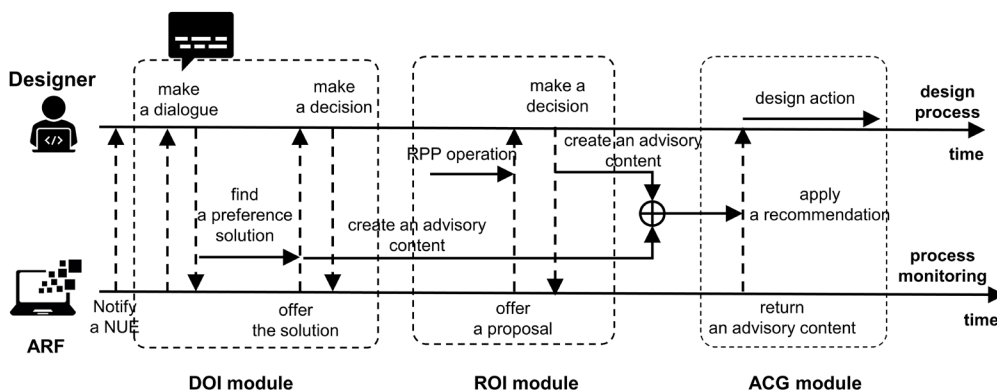 Designer
make
a dialogue
make
a decision
make a
decision
design action
design
process
time
RPP operation
create an advisory
content
find
a preference
solution
create an advisory
content
apply
a recommendation
process
monitoring
time
Notify
a NUE
offer
the solution
offer
a proposal
return
an advisory content
ARF
DOI module
ROI module
ACG module